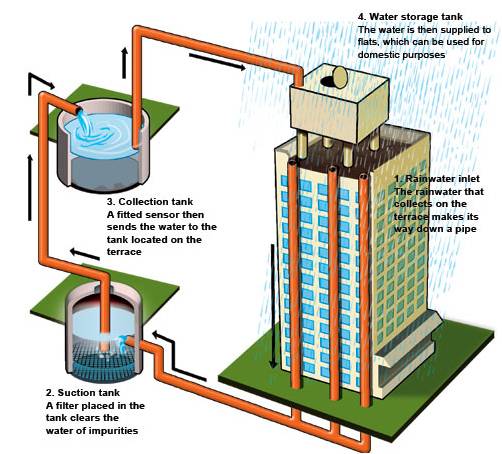 4. Water storage tank
The water is then supplied to
flats, which can be used for
domestic purposes
1. Rainwater inlet
The rainwater that
collects on the
terrace makes its
way down a pipe
3. Collection tank
A fitted sensor then
sends the water to the
tank located on the
terrace
2. Suction tank
A filter placed in the
tank clears the
water of impurities